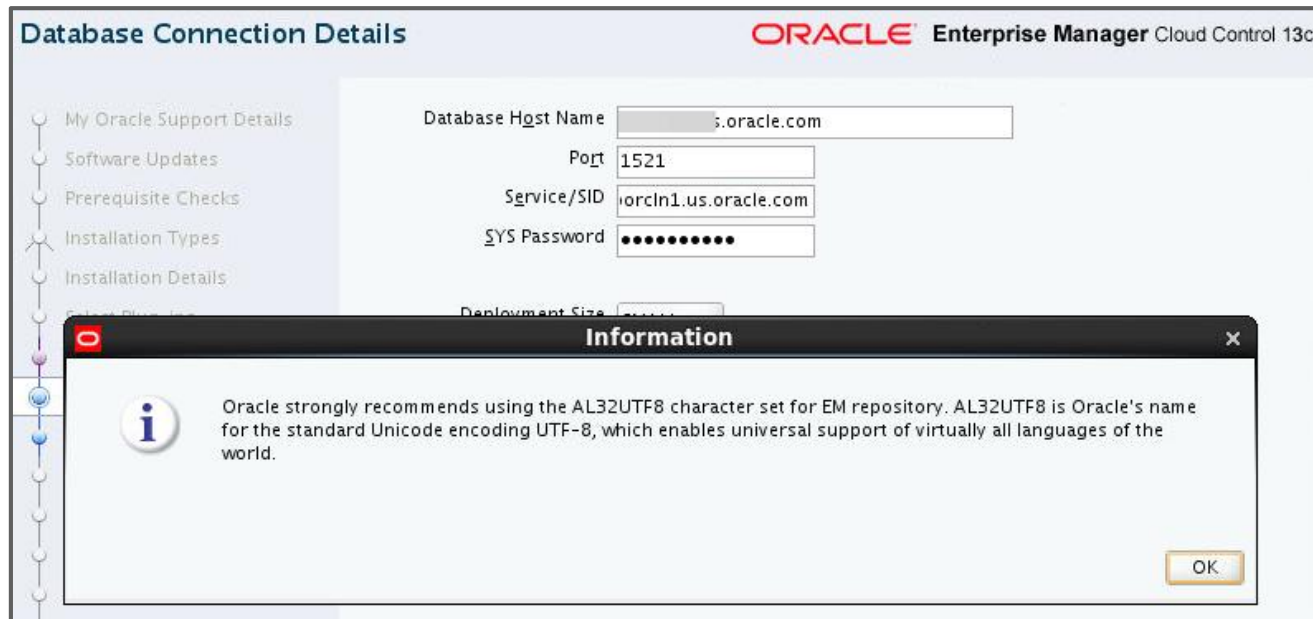 Database Connection Details
ORACLE Enterprise Manager Cloud Control 13c
My Oracle Support Details
Software Updates
Prerequisite Checks
Installation Types
Installation Details
Database Host Name s.oracle.com
Port 1521
Service/SID orcln1.us.oracle.com
SYS Password ●●●●●●●●●●
Deployment Size
Information
Oracle strongly recommends using the AL32UTF8 character set for EM repository. AL32UTF8 is Oracle's name
for the standard Unicode encoding UTF-8, which enables universal support of virtually all languages of the
world.
OK